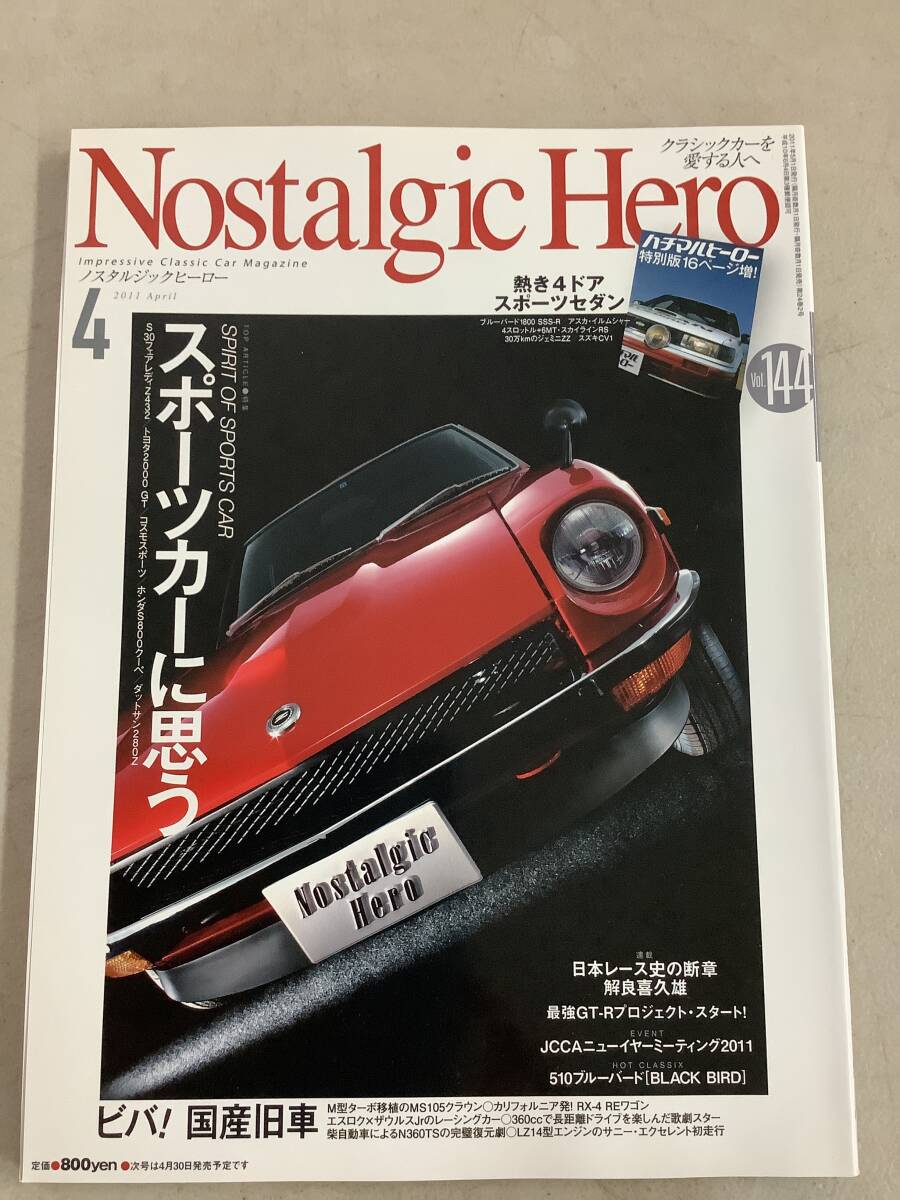 Nostalgic Hero
クラシックカーを
愛する人へ
Impressive Classic Car Magazine
ノスタルジックヒーロー
4
2011 April
ハチマルヒーロー
特別版16ページ増!
熱き4ドア
スポーツセダン
ブルーバード1800 SSS-R アスカ・イルムシャー
4スロットル+6MT・スカイラインRS
30万kmのジェミニZZ スズキCV1
Vol.144
TOP ARTICLE●特集
SPIRIT OF SPORTS CAR
スポーツカーに思う
S30フェアレディZ432/トヨタ2000GT/コスモスポーツ/ホンダS800クーペ/ダットサン280Z
Nostalgic
Hero
連載
日本レース史の断章
解良喜久雄
最強GT-Rプロジェクト・スタート!
EVENT
JCCAニューイヤーミーティング2011
HOT CLASSIX
510ブルーバード[BLACK BIRD]
ビバ! 国産旧車
M型ターボ移植のMS105クラウン○カリフォルニア発! RX-4 REワゴン
エスロク×ザウルスJrのレーシングカー○360ccで長距離ドライブを楽しんだ歌劇スター
柴自動車によるN360TSの完璧復元劇○LZ14型エンジンのサニー・エクセレント初走行
定価●800yen ●次号は4月30日発売予定です